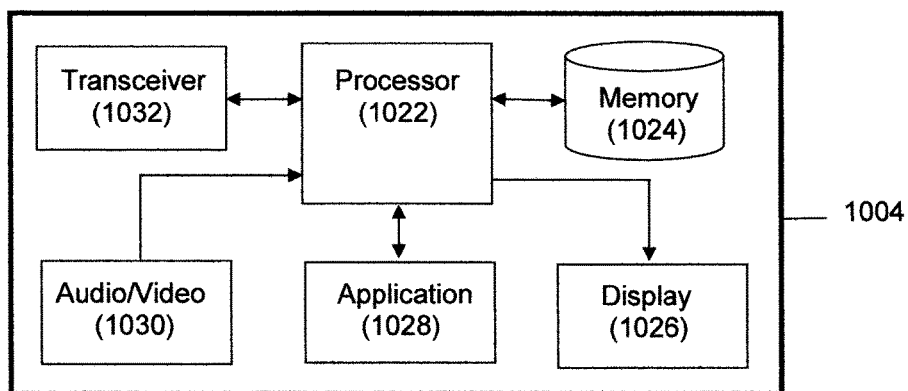 Transceiver
(1032)
Processor
(1022)
Memory
(1024)
1004
Audio/Video
(1030)
Application
(1028)
Display
(1026)